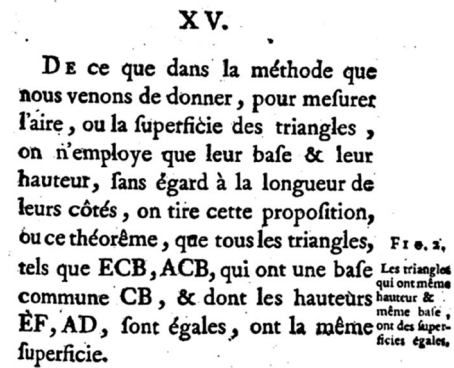 XV.
DE ce que dans la méthode que
nous venons de donner, pour meſurer
l'aire, ou la ſuperficie des triangles,
on n'employe que leur baſe & leur
hauteur, ſans égard à la longueur de
leurs côtés, on tire cette propoſition,
ou ce théorême, que tous les triangles,
tels que ECB, ACB, qui ont une baſe
commune CB, & dont les hauteurs
EF, AD, ſont égales, ont la même
ſuperficie.
FIG. 2.
Les triangles
qui ont même
hauteur &
même baſe,
ont des ſuper-
ficies égales.